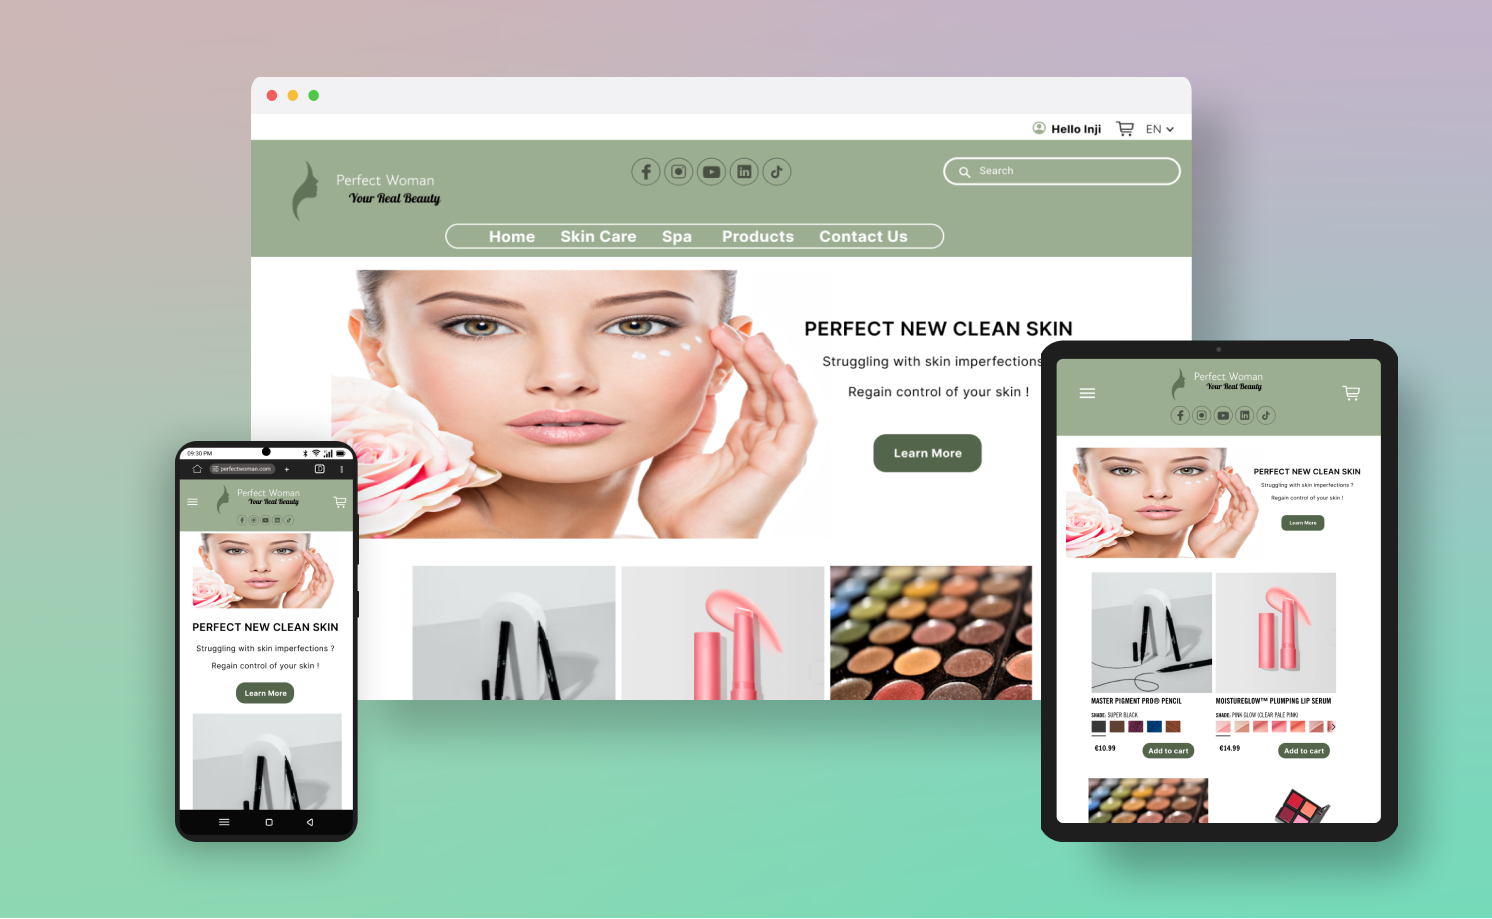 Hello Inji
EN
Perfect Woman
Your Real Beauty
Search
Home Skin Care Spa Products Contact Us
PERFECT NEW CLEAN SKIN
Struggling with skin imperfections
Regain control of your skin !
Learn More
09:30 PM
perfectwoman.com
Perfect Woman
Your Real Beauty
PERFECT NEW CLEAN SKIN
Struggling with skin imperfections ?
Regain control of your skin !
Learn More
Perfect Woman
Your Real Beauty
PERFECT NEW CLEAN SKIN
Struggling with skin imperfections ?
Regain control of your skin !
Learn More
MASTER PIGMENT PRO® PENCIL
SHADE: SUPER BLACK
€10.99
Add to cart
MOISTUREGLOW™ PLUMPING LIP SERUM
SHADE: PINK GLOW (CLEAR PALE PINK)
€14.99
Add to cart